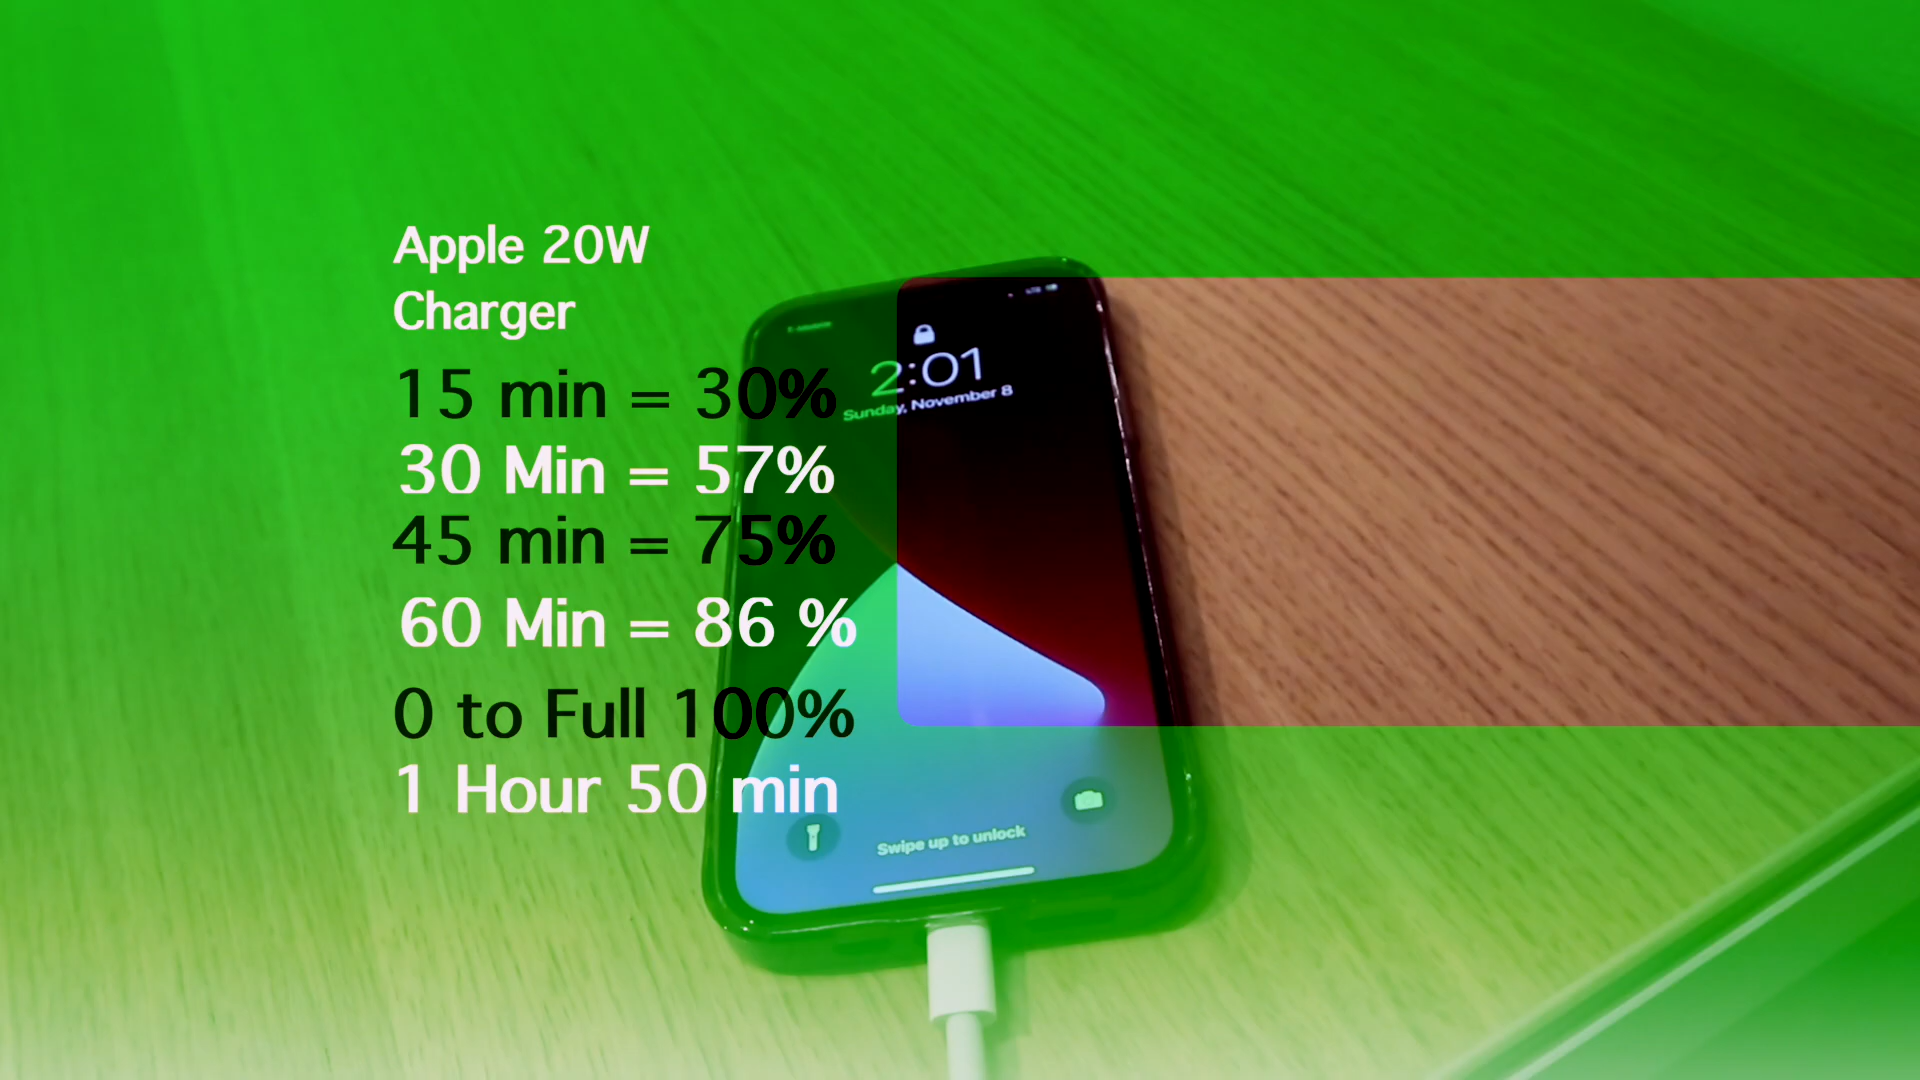 Apple 20W
Charger
15 min = 30%
30 Min = 57%
45 min = 75%
60 Min = 86 %
0 to Full 100%
1 Hour 50 min
2:01
Sunday, November 8
Swipe up to unlock